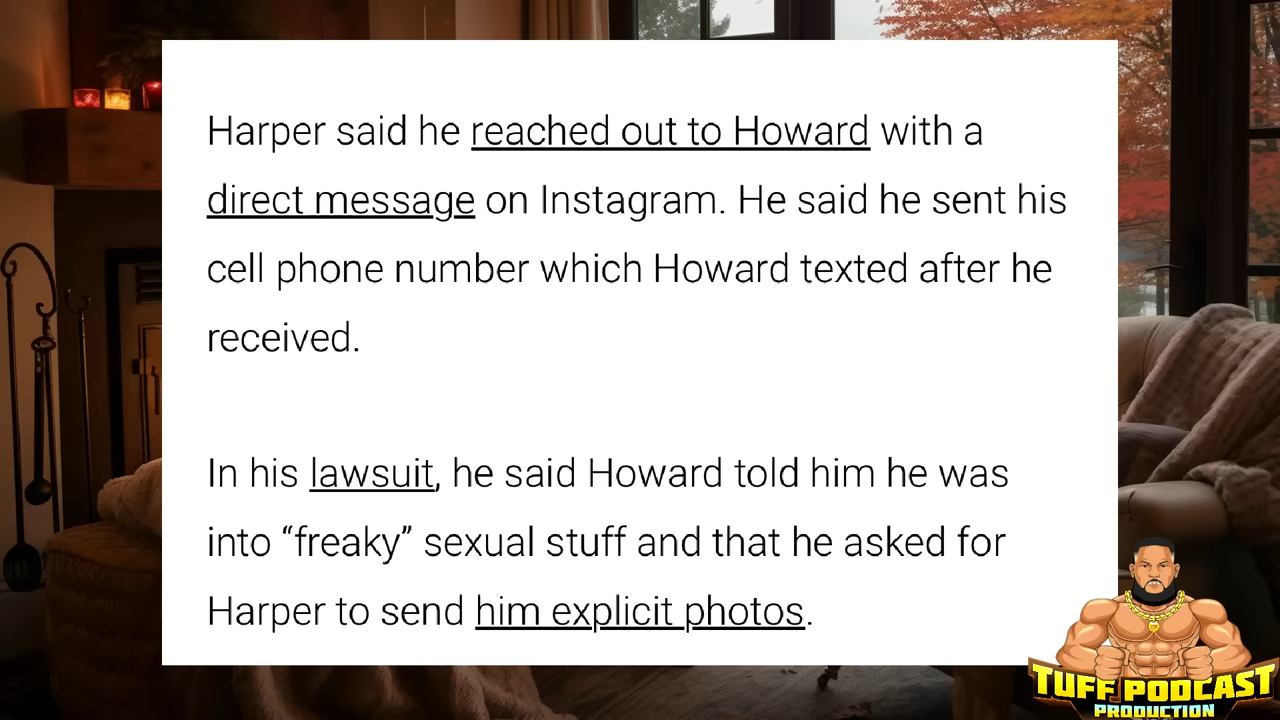 Harper said he reached out to Howard with a
direct message on Instagram. He said he sent his
cell phone number which Howard texted after he
received.
In his lawsuit, he said Howard told him he was
into “freaky” sexual stuff and that he asked for
Harper to send him explicit photos.
TUFF PODCAST
PRODUCTION